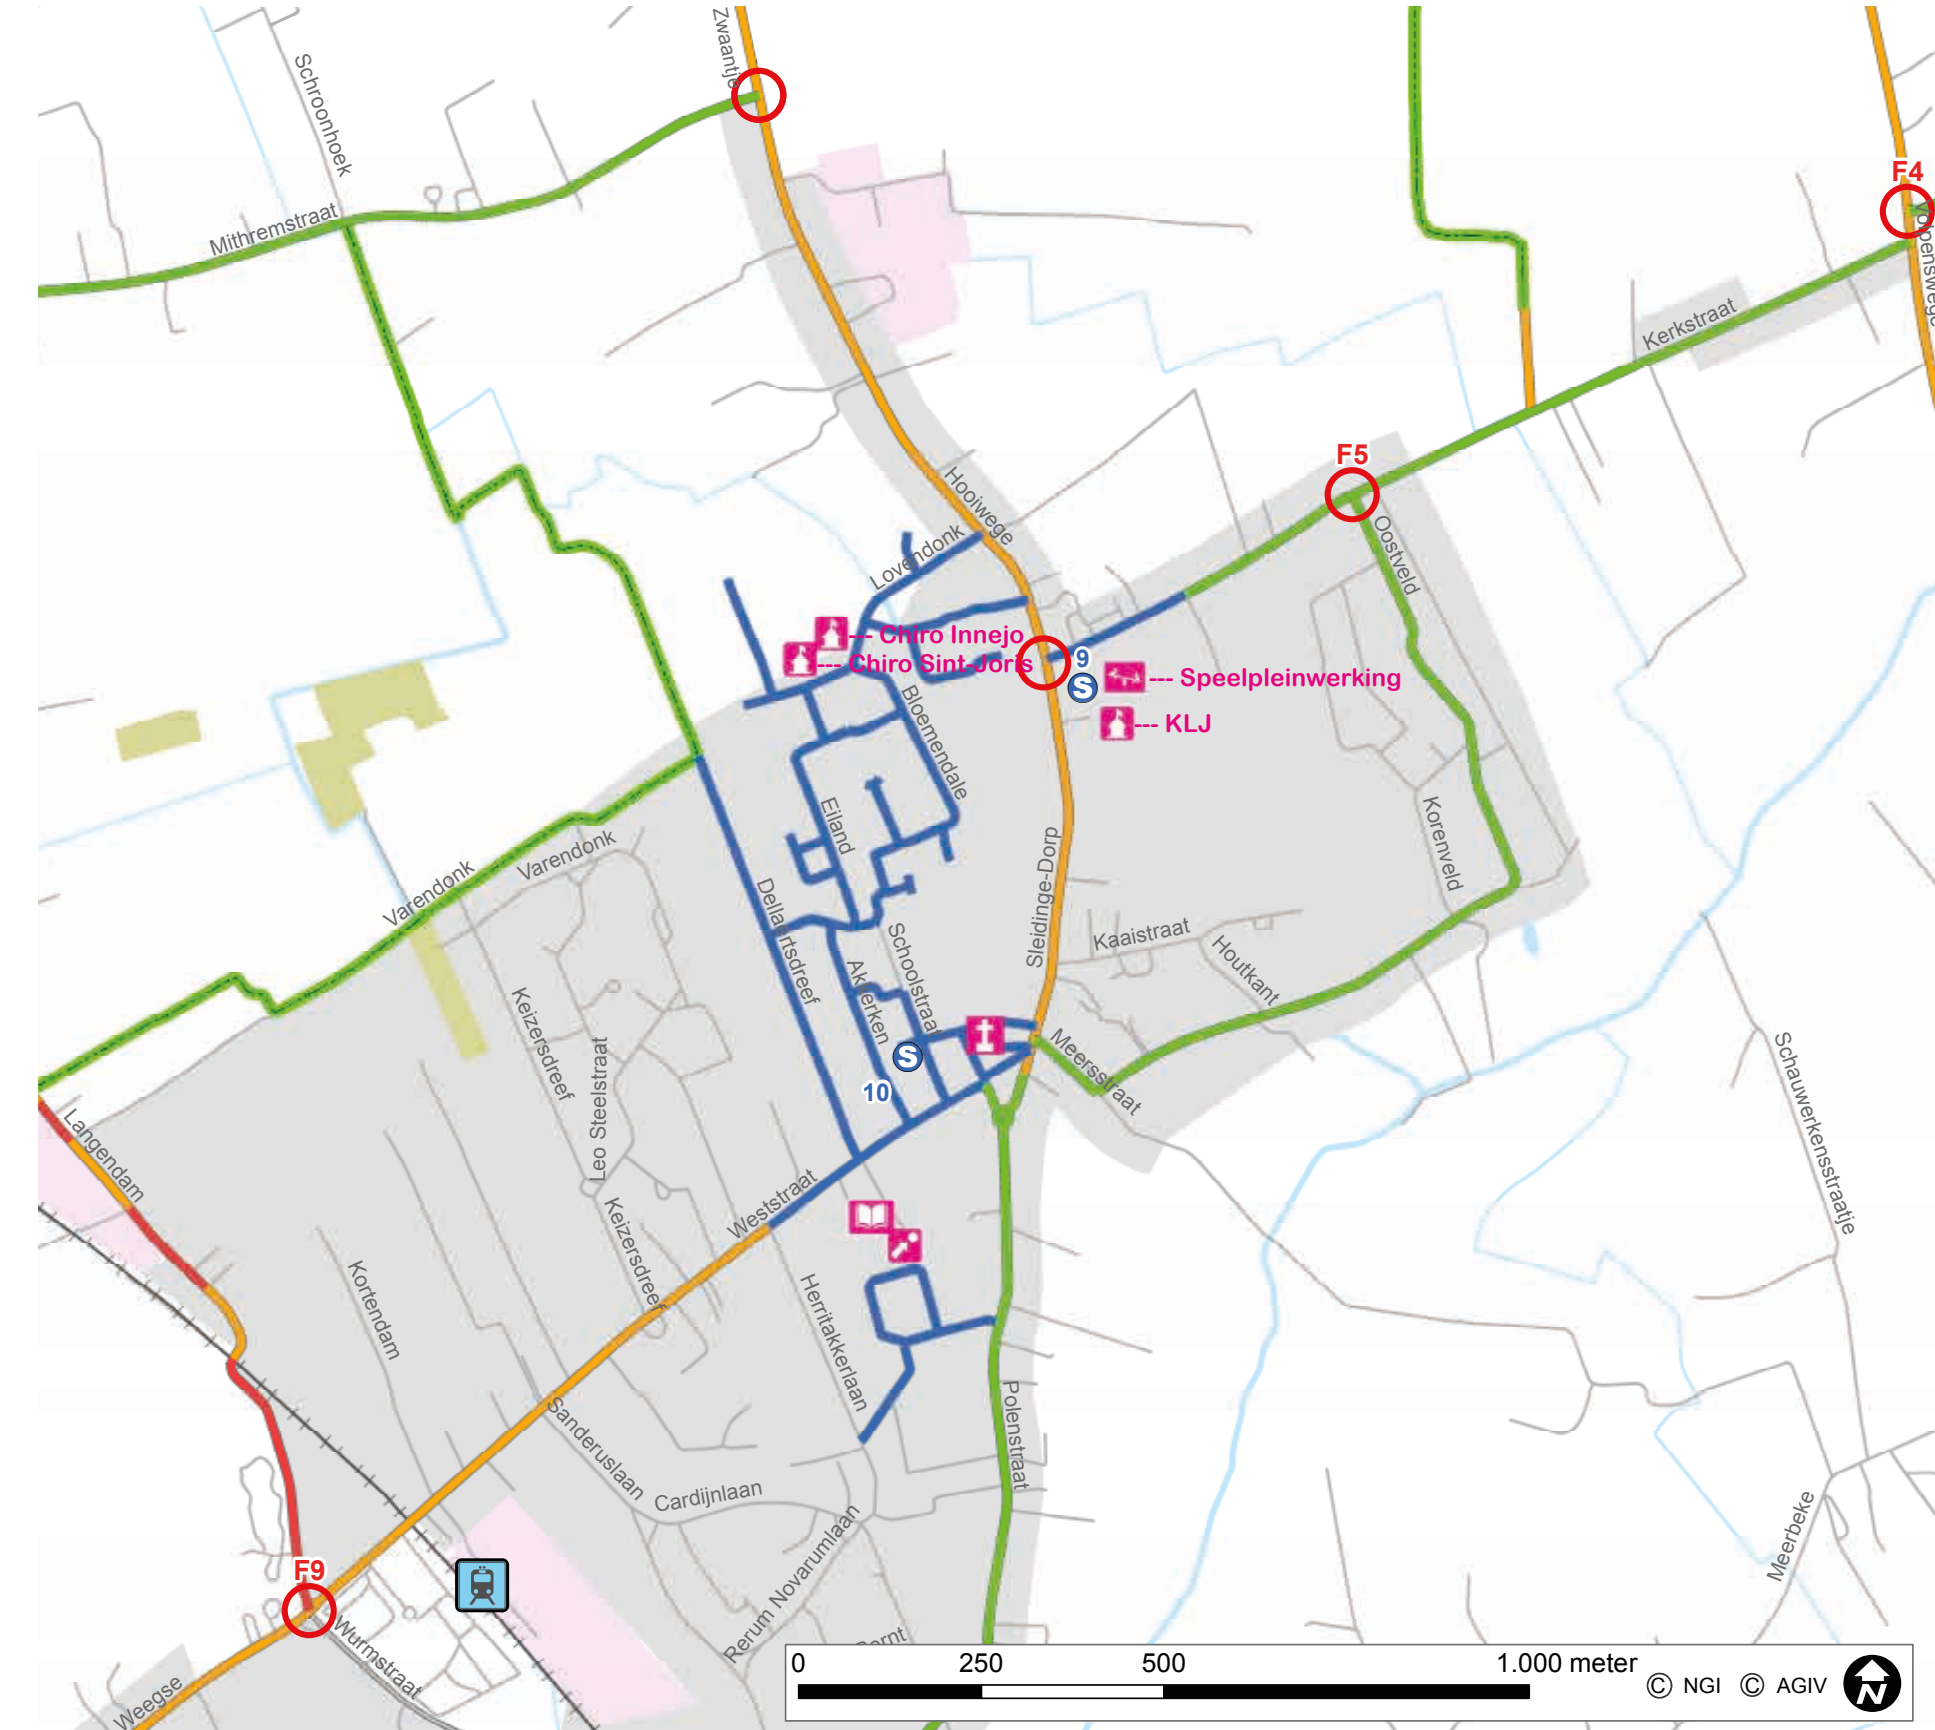 Zwaantje
Schroonhoek
F4
Mithremstraat
Volpenswege
Kerkstraat
F5
Hooiwege
Lovendonk
Oostveld
--- Chiro Innejo
--- Chiro Sint-Joris
9
S
--- Speelpleinwerking
--- KLJ
Bloemendale
Eiland
Korenveld
Varendonk
Varendonk
Sleidinge-Dorp
Dellaertsdreef
Schoolstraat
Kaaistraat
Houtkant
Akkerken
Keizersdreef
Leo Steelstraat
S
10
Meersstraat
Schauwerkensstraatje
Langendam
Weststraat
Keizersdreef
Kortendam
Herritakkerlaan
Polenstraat
Sanderuslaan
Cardijnlaan
Rerum Novarumlaan
Meerbeke
F9
Wurmstraat
Weegse
0 250 500 1.000 meter
© NGI © AGIV
N